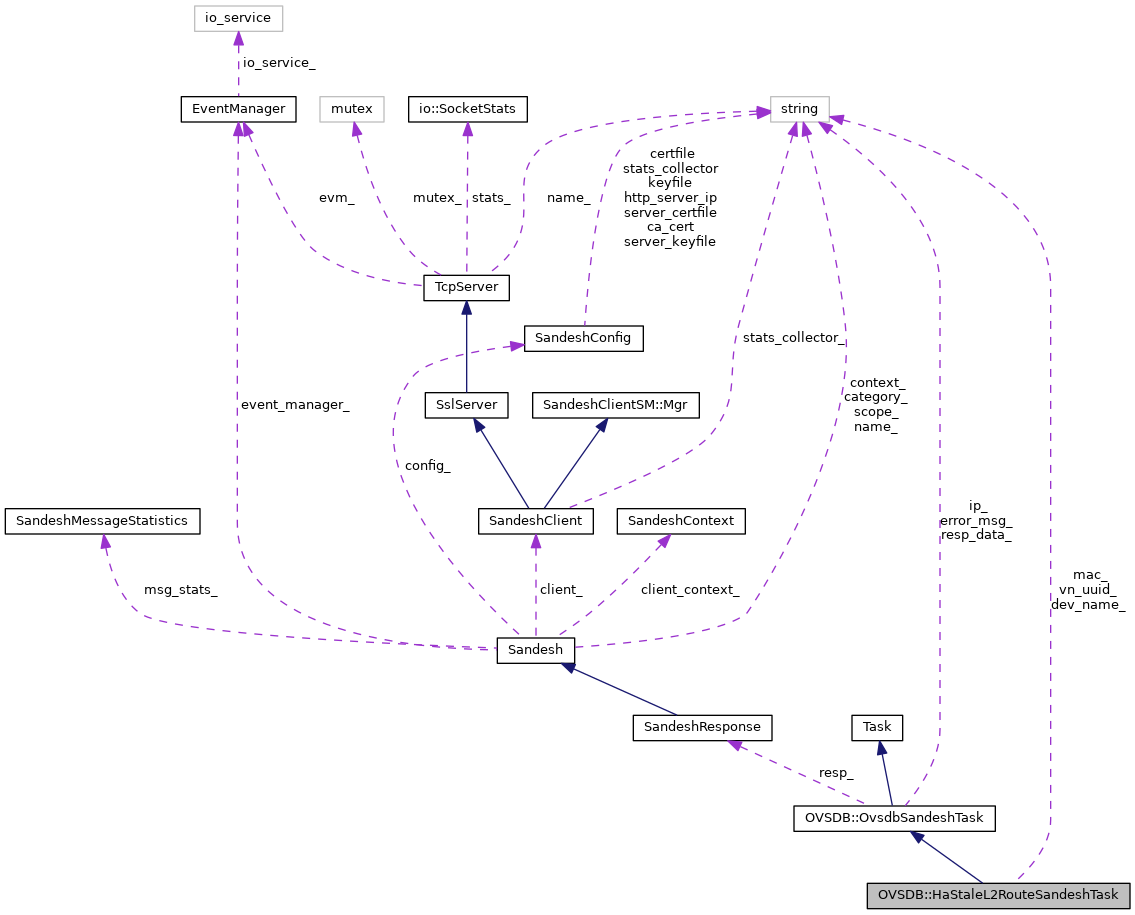 io_service
io_service_
EventManager
mutex
io::SocketStats
string
evm_
mutex_
stats_
name_
certfile
stats_collector
keyfile
http_server_ip
server_certfile
ca_cert
server_keyfile
TcpServer
SandeshConfig
stats_collector_
event_manager_
SslServer
SandeshClientSM::Mgr
context_
category_
scope_
name_
config_
SandeshMessageStatistics
SandeshClient
SandeshContext
ip_
error_msg_
resp_data_
msg_stats_
client_
client_context_
mac_
vn_uuid_
dev_name_
Sandesh
SandeshResponse
Task
resp_
OVSDB::OvsdbSandeshTask
OVSDB::HaStaleL2RouteSandeshTask